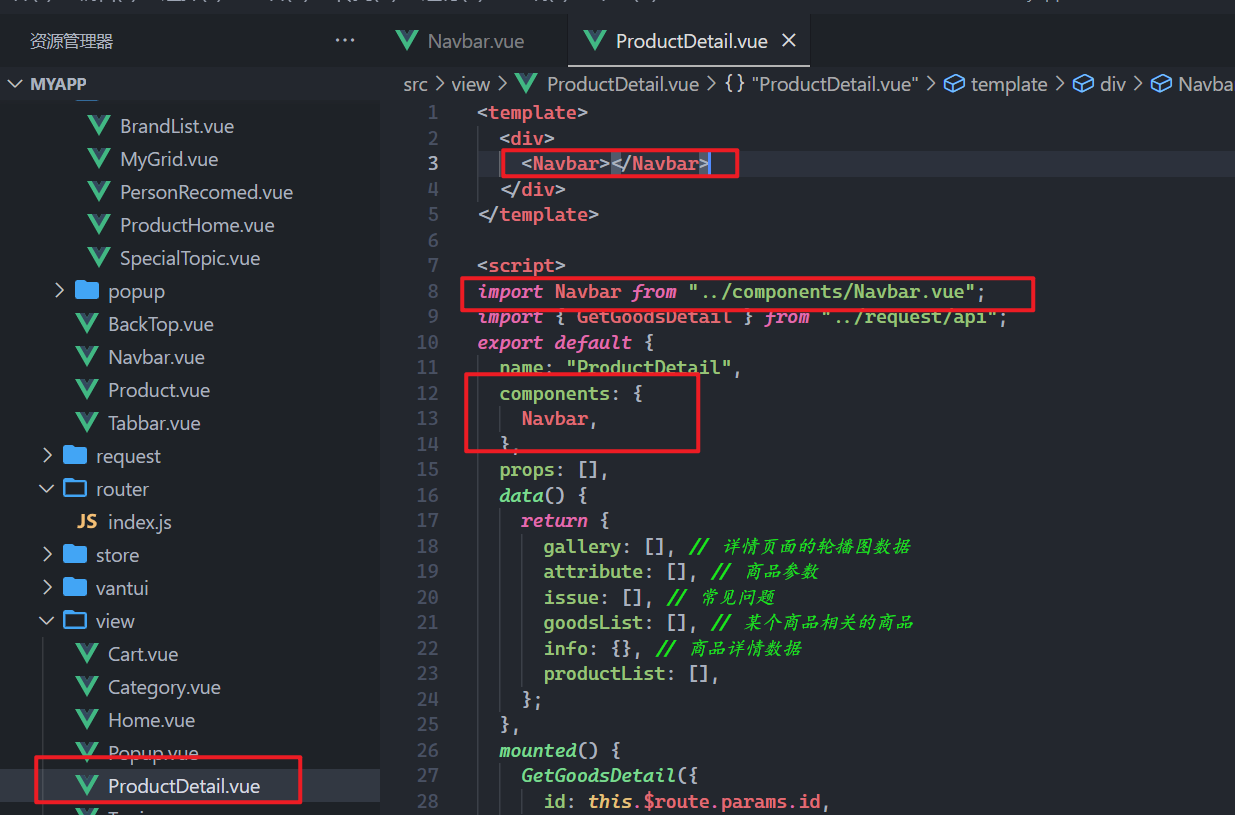 资源管理器
Navbar.vue
ProductDetail.vue
MYAPP
src > view > ProductDetail.vue > {} "ProductDetail.vue" > template > div > Navba
BrandList.vue
MyGrid.vue
PersonRecomed.vue
ProductHome.vue
SpecialTopic.vue
popup
BackTop.vue
Navbar.vue
Product.vue
Tabbar.vue
request
router
JS index.js
store
vantui
view
Cart.vue
Category.vue
Home.vue
Popup.vue
ProductDetail.vue
1 <template>
2 <div>
3 <Navbar></Navbar>
4 </div>
5 </template>
6
7 <script>
8 import Navbar from "../components/Navbar.vue";
9 import { GetGoodsDetail } from "../request/api";
10 export default {
11 name: "ProductDetail",
12 components: {
13 Navbar,
14 },
15 props: [],
16 data() {
17 return {
18 gallery: [], // 详情页面的轮播图数据
19 attribute: [], // 商品参数
20 issue: [], // 常见问题
21 goodsList: [], // 某个商品相关的商品
22 info: {}, // 商品详情数据
23 productList: [],
24 };
25 },
26 mounted() {
27 GetGoodsDetail({
28 id: this.$route.params.id,